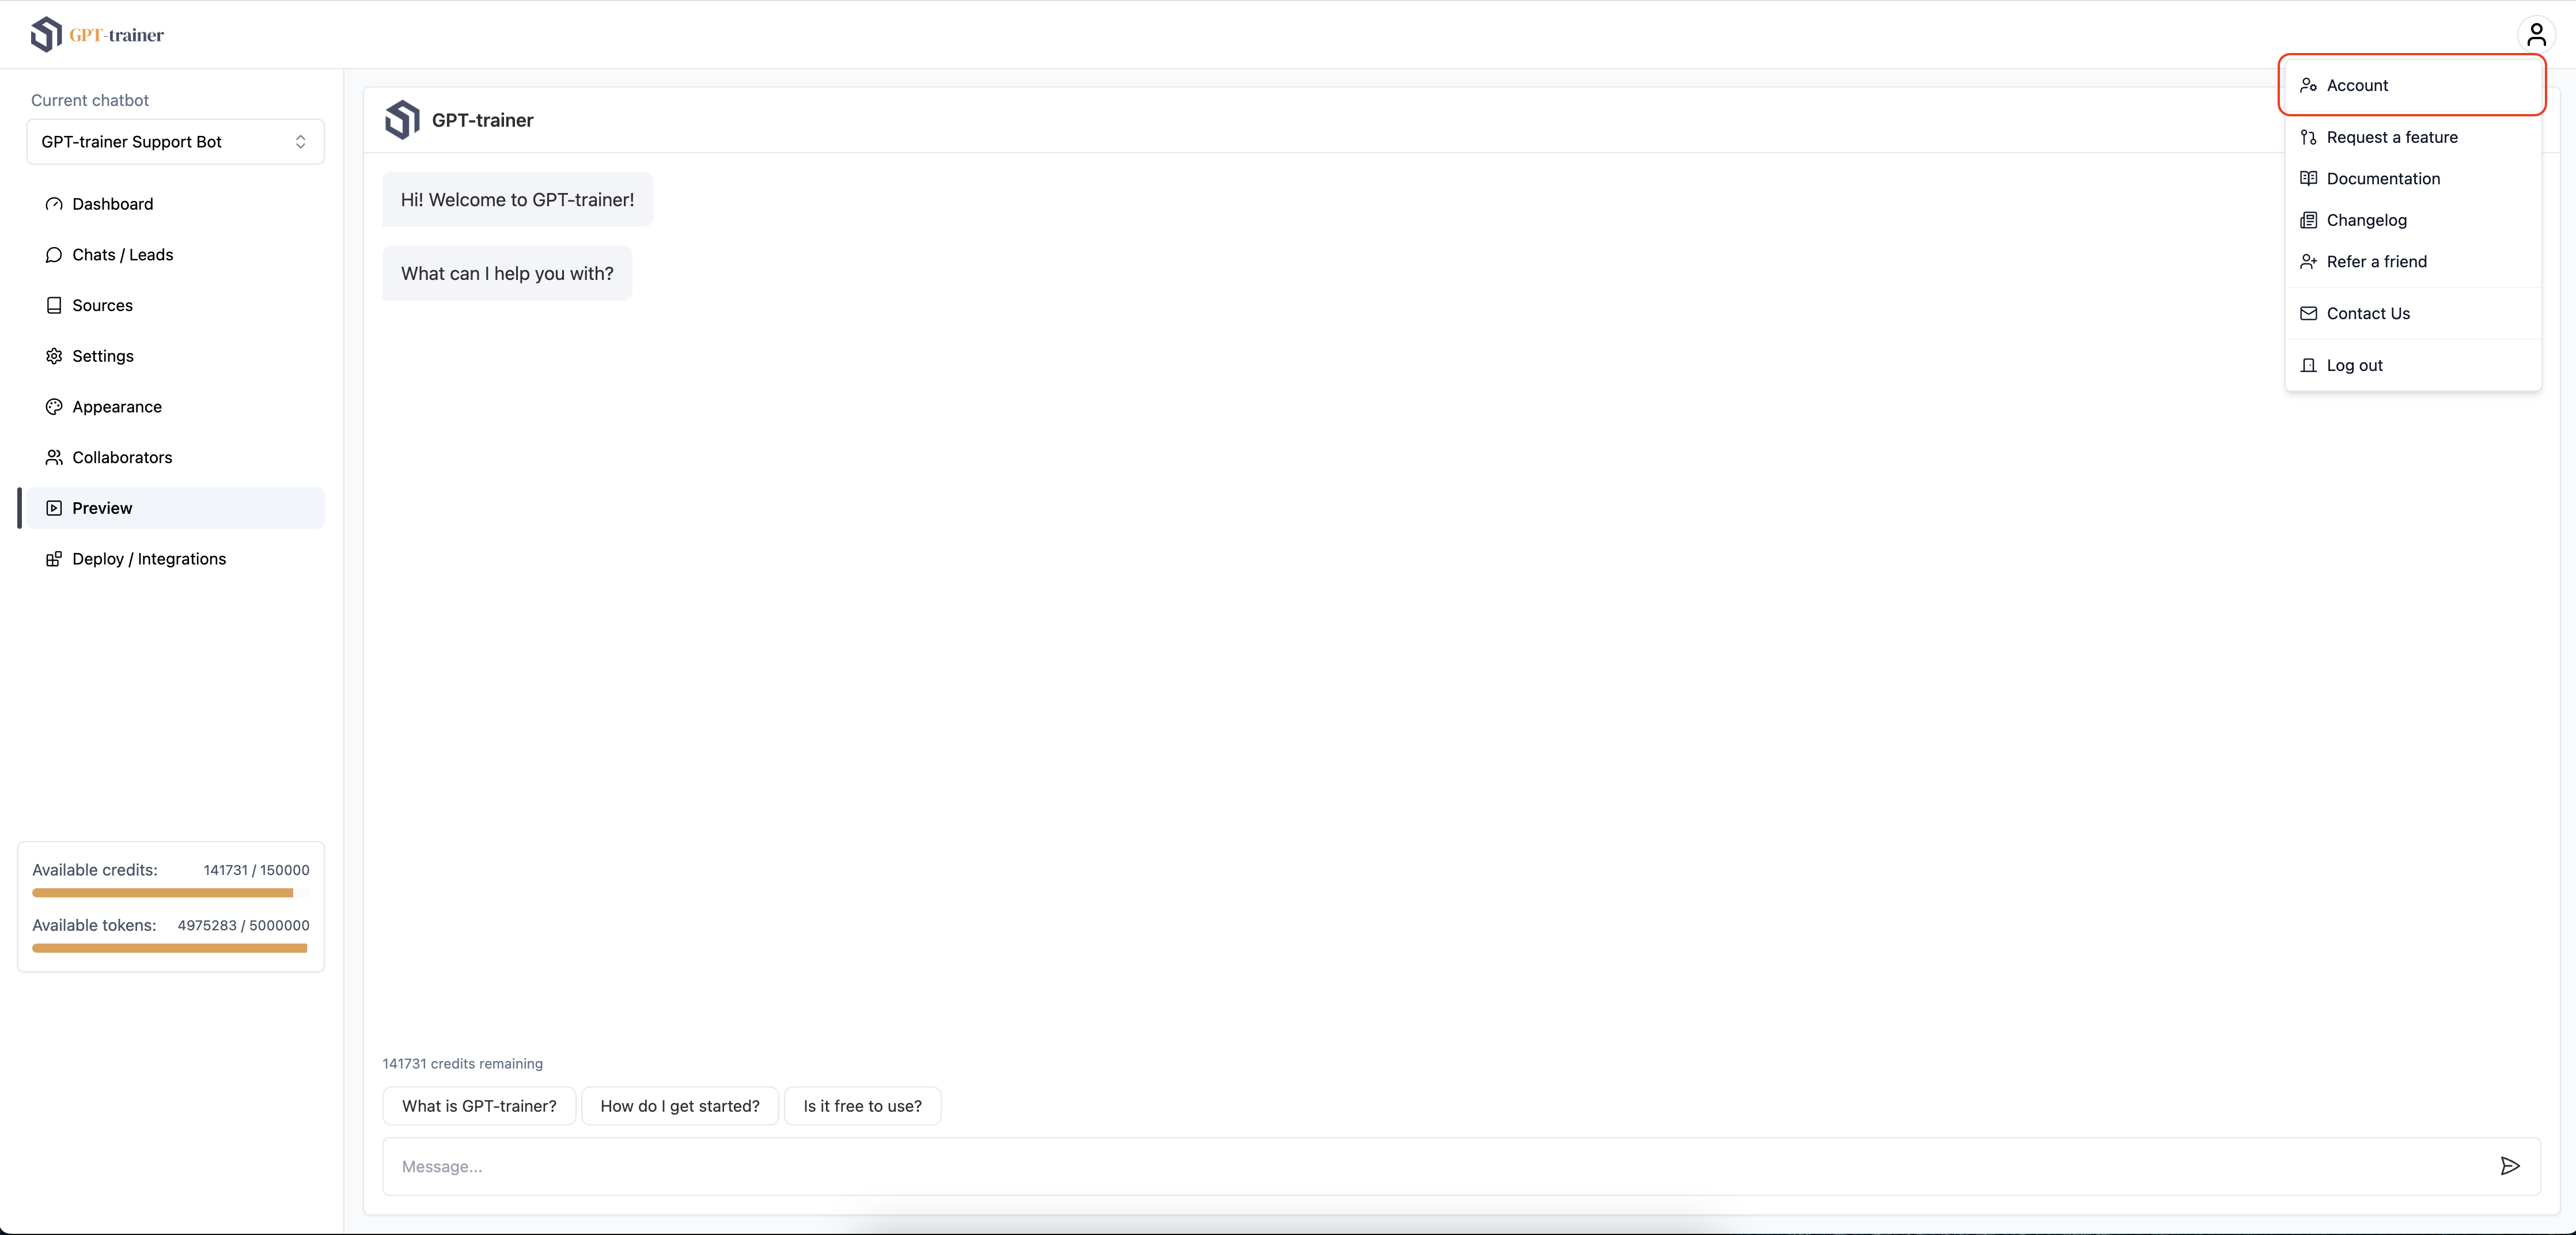 GPT-trainer
Current chatbot
GPT-trainer Support Bot
Dashboard
Chats / Leads
Sources
Settings
Appearance
Collaborators
Preview
Deploy / Integrations
Available credits: 141731 / 150000
Available tokens: 4975283 / 5000000
GPT-trainer
Hi! Welcome to GPT-trainer!
What can I help you with?
141731 credits remaining
What is GPT-trainer? How do I get started? Is it free to use?
Message...
Account
Request a feature
Documentation
Changelog
Refer a friend
Contact Us
Log out